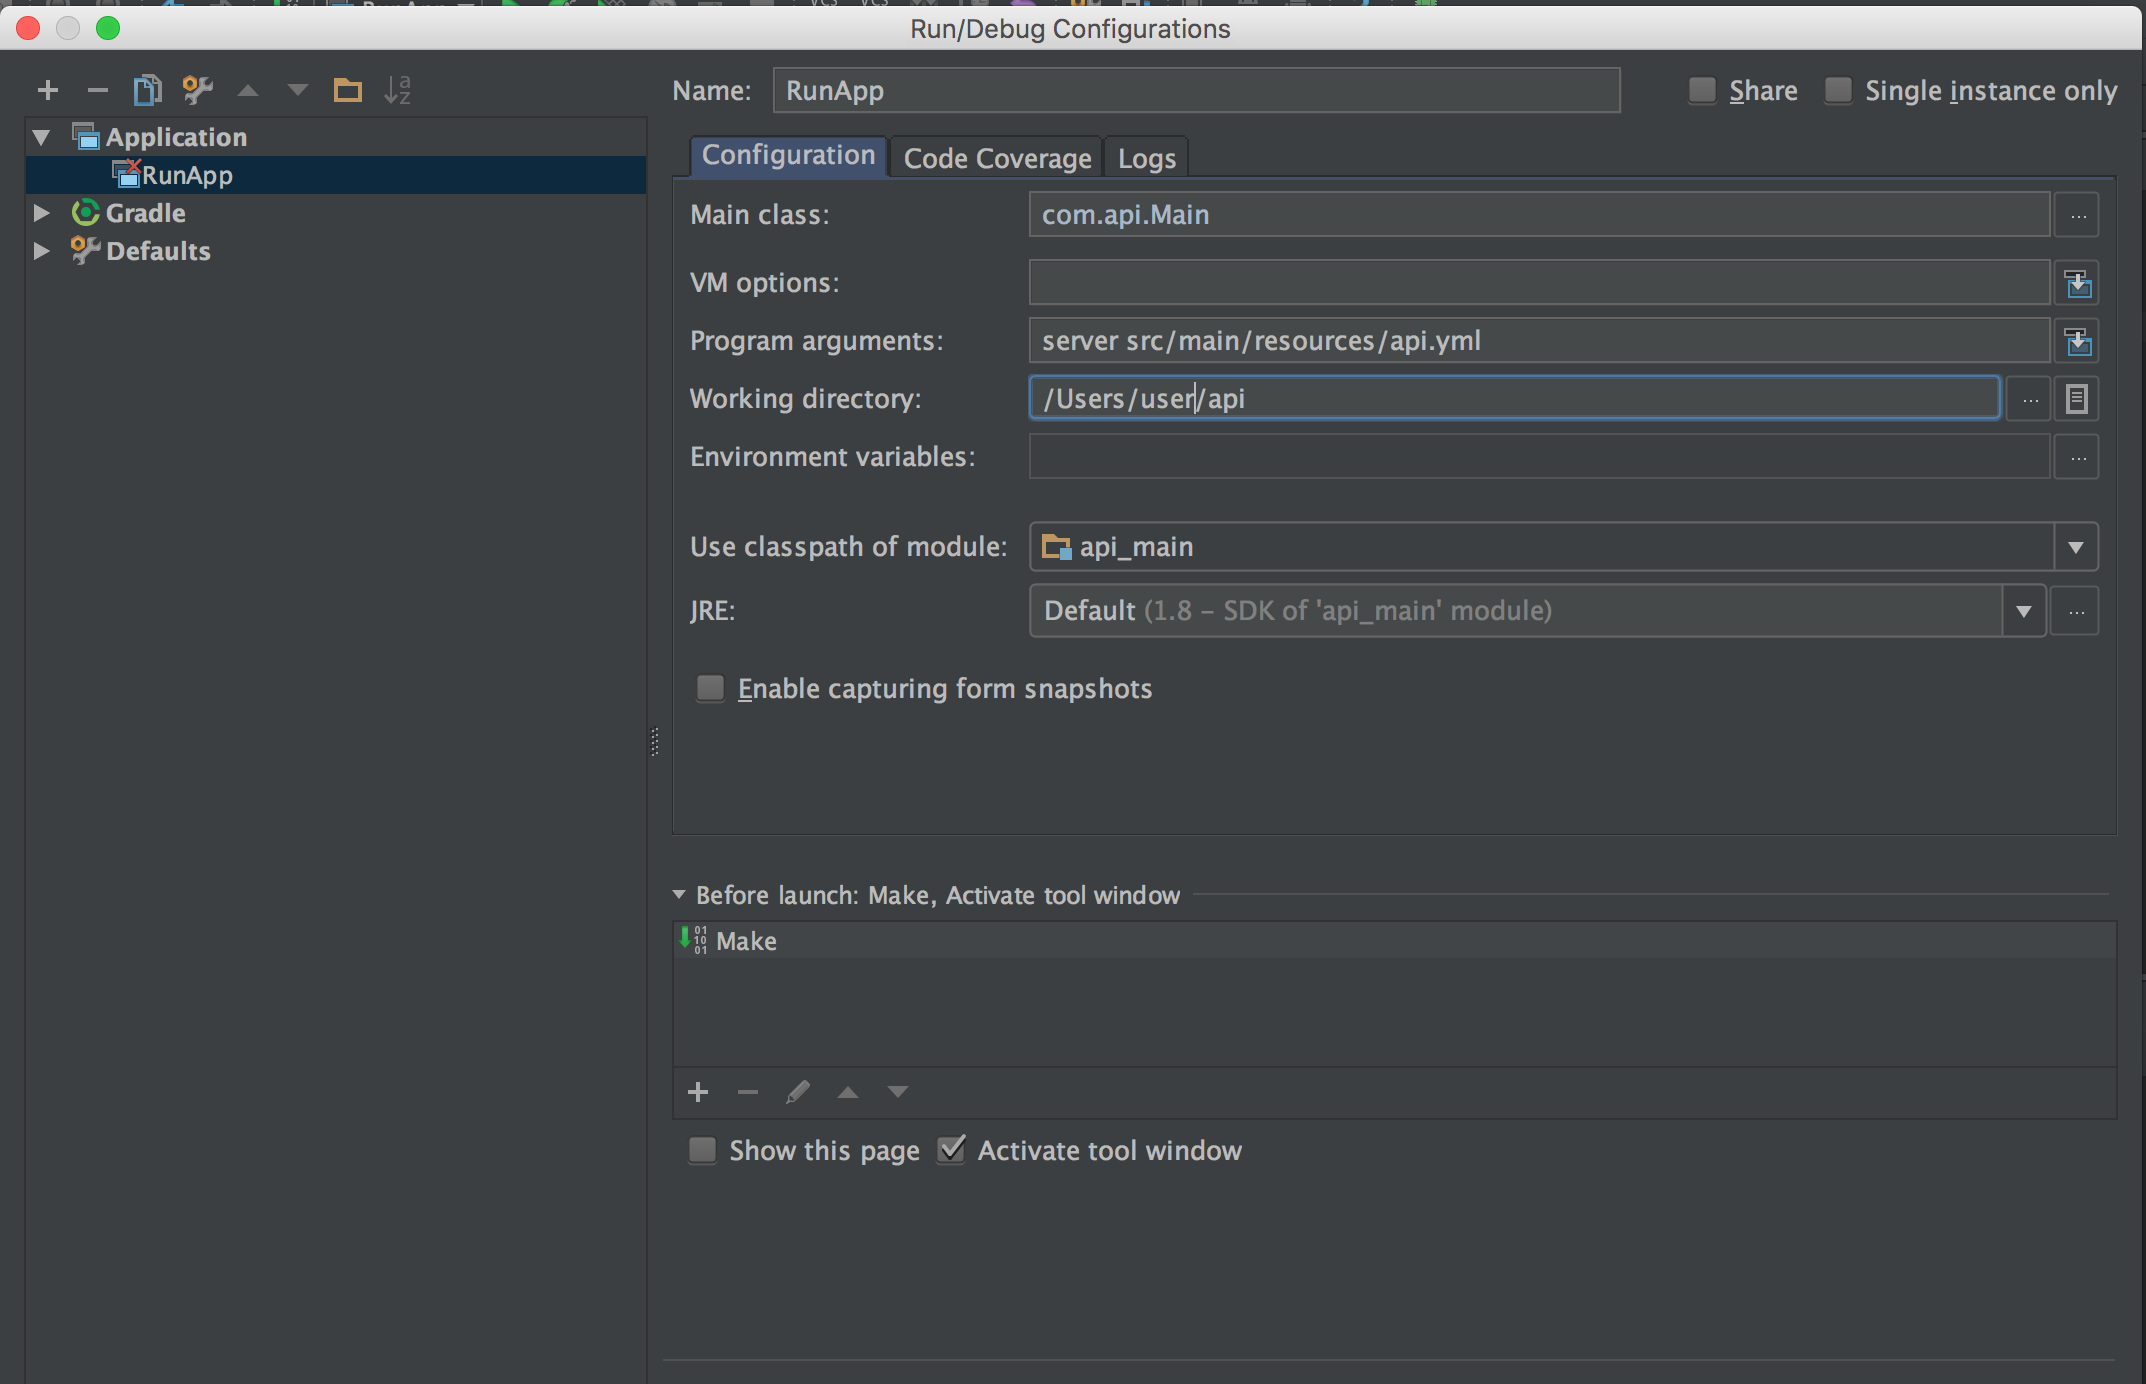 Run/Debug Configurations
Name: RunApp Share Single instance only
Application
RunApp
Gradle
Defaults
Configuration Code Coverage Logs
Main class: com.api.Main ...
VM options:
Program arguments: server src/main/resources/api.yml
Working directory: /Users/user/api ...
Environment variables: ...
Use classpath of module: api_main
JRE: Default (1.8 – SDK of 'api_main' module) ...
Enable capturing form snapshots
Before launch: Make, Activate tool window
Make
Show this page Activate tool window